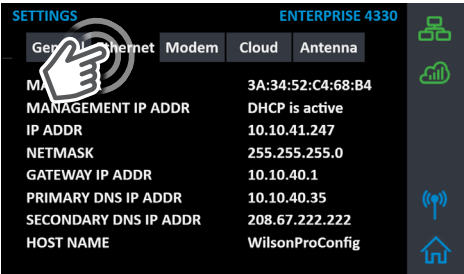 SETTINGS ENTERPRISE 4330
Modem Cloud Antenna
3A:34:52:C4:68:B4
MANAGEMENT IP ADDR DHCP is active
IP ADDR 10.10.41.247
NETMASK 255.255.255.0
GATEWAY IP ADDR 10.10.40.1
PRIMARY DNS IP ADDR 10.10.40.35
SECONDARY DNS IP ADDR 208.67.222.222
HOST NAME WilsonProConfig